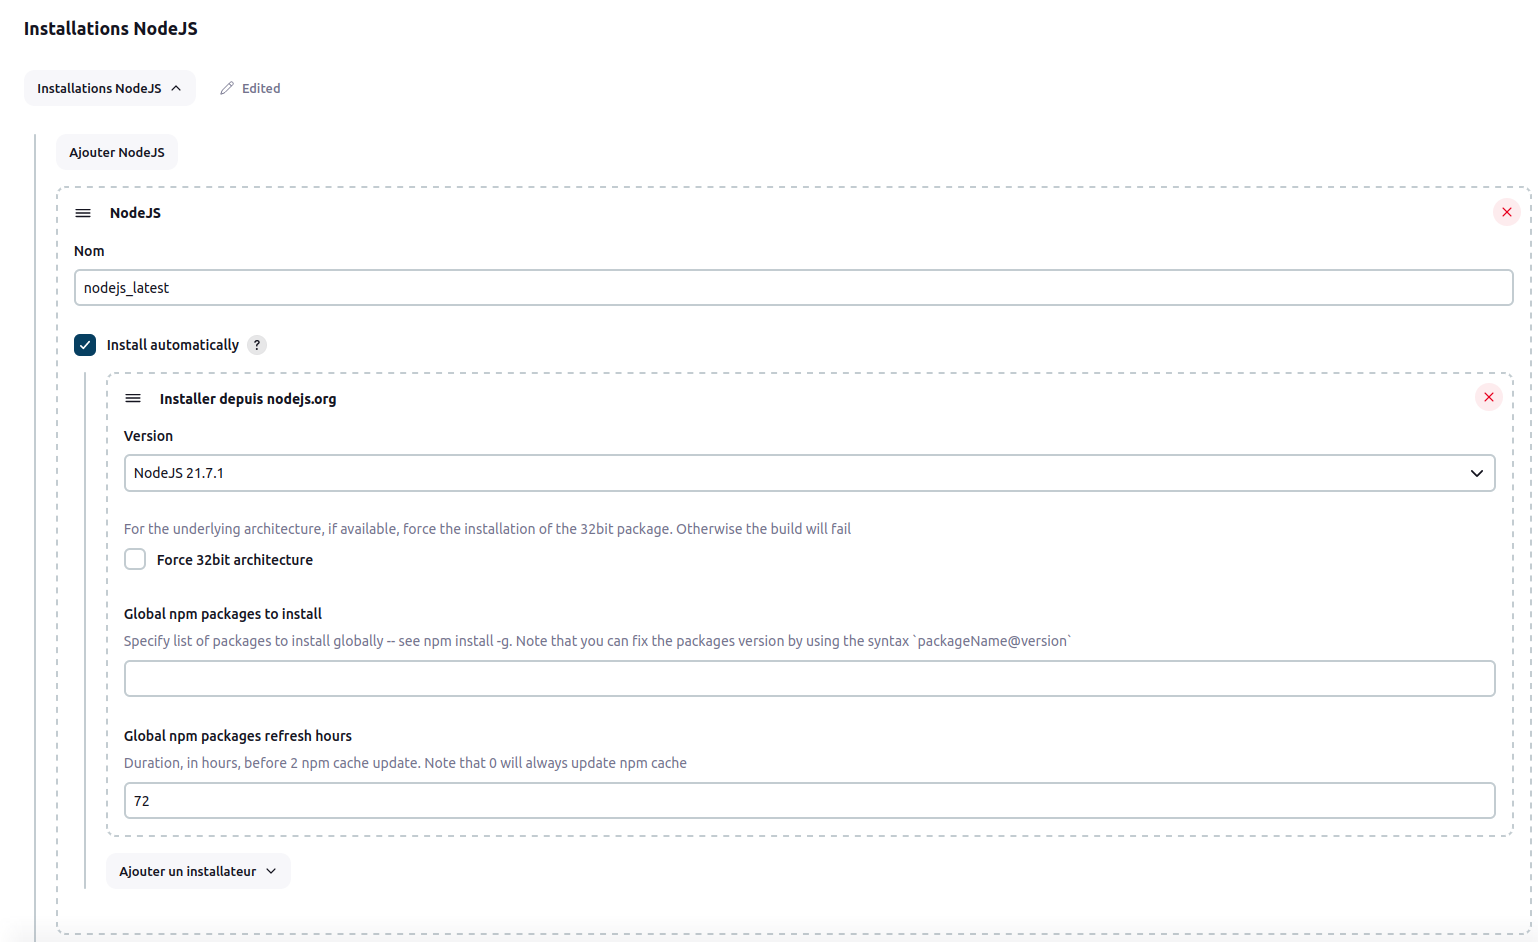 Installations NodeJS
Installations NodeJS
Edited
Ajouter NodeJS
NodeJS
Nom
nodejs_latest
Install automatically ?
Installer depuis nodejs.org
Version
NodeJS 21.7.1
For the underlying architecture, if available, force the installation of the 32bit package. Otherwise the build will fail
Force 32bit architecture
Global npm packages to install
Specify list of packages to install globally -- see npm install -g. Note that you can fix the packages version by using the syntax `packageName@version`
Global npm packages refresh hours
Duration, in hours, before 2 npm cache update. Note that 0 will always update npm cache
72
Ajouter un installateur